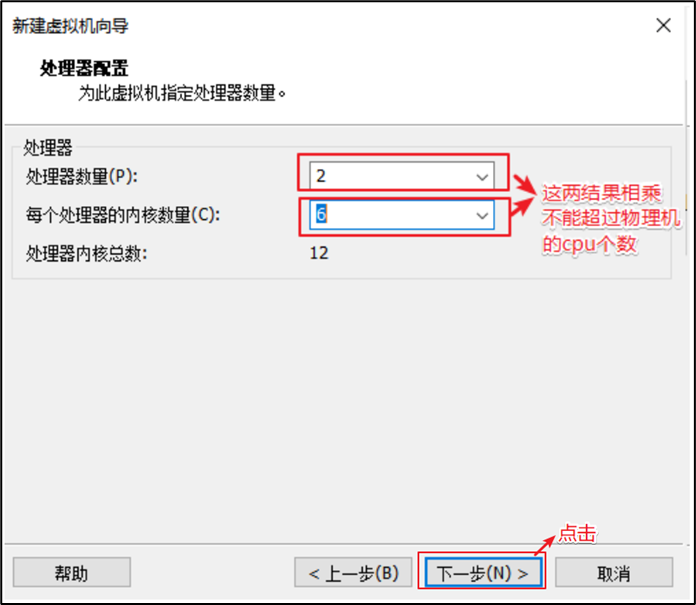 新建虚拟机向导
处理器配置
为此虚拟机指定处理器数量。
处理器
处理器数量(P):
2
每个处理器的内核数量(C):
6
处理器内核总数:
12
这两结果相乘
不能超过物理机
的cpu个数
点击
帮助
< 上一步(B)
下一步(N) >
取消